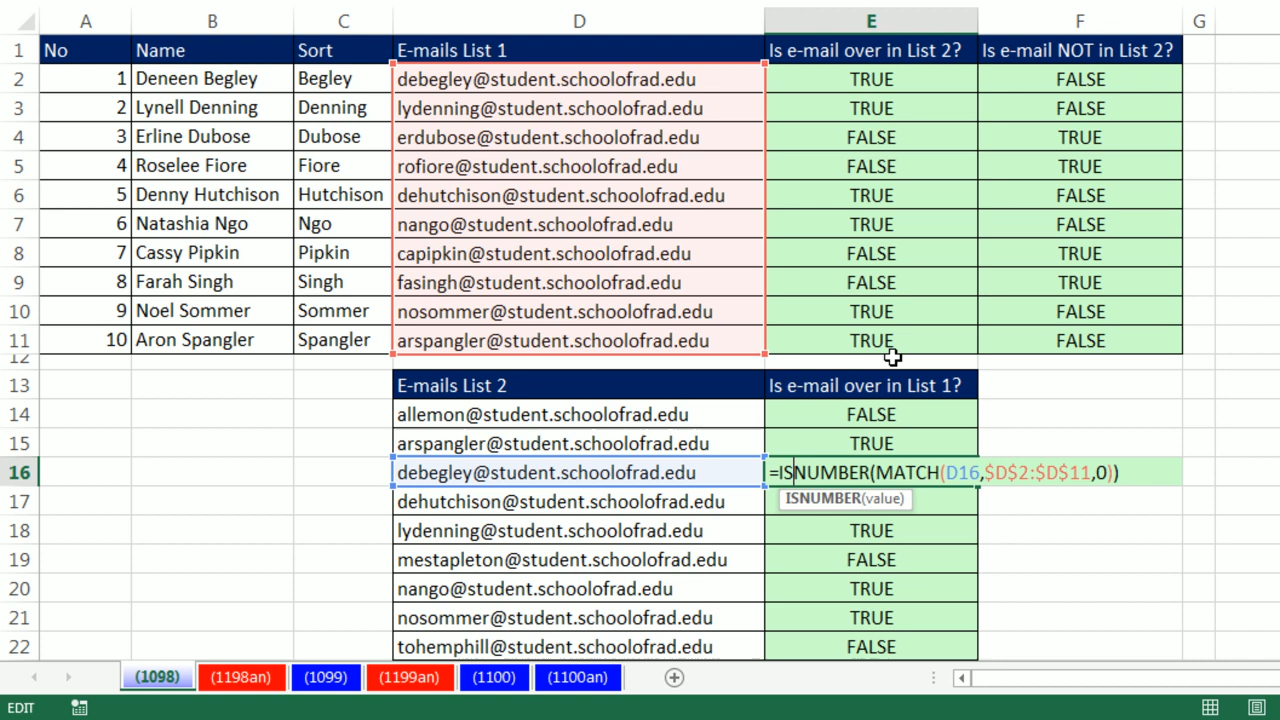 A B C D E F G
1 No Name Sort E-mails List 1 Is e-mail over in List 2? Is e-mail NOT in List 2?
2 1 Deneen Begley Begley debegley@student.schoolofrad.edu TRUE FALSE
3 2 Lynell Denning Denning lydenning@student.schoolofrad.edu TRUE FALSE
4 3 Erline Dubose Dubose erdubose@student.schoolofrad.edu FALSE TRUE
5 4 Roselee Fiore Fiore rofiore@student.schoolofrad.edu FALSE TRUE
6 5 Denny Hutchison Hutchison dehutchison@student.schoolofrad.edu TRUE FALSE
7 6 Natashia Ngo Ngo nango@student.schoolofrad.edu TRUE FALSE
8 7 Cassy Pipkin Pipkin capipkin@student.schoolofrad.edu FALSE TRUE
9 8 Farah Singh Singh fasingh@student.schoolofrad.edu FALSE TRUE
10 9 Noel Sommer Sommer nosommer@student.schoolofrad.edu TRUE FALSE
11 10 Aron Spangler Spangler arspangler@student.schoolofrad.edu TRUE FALSE
12
13 E-mails List 2 Is e-mail over in List 1?
14 allemon@student.schoolofrad.edu FALSE
15 arspangler@student.schoolofrad.edu TRUE
16 debegley@student.schoolofrad.edu =ISNUMBER(MATCH(D16,$D$2:$D$11,0))
17 dehutchison@student.schoolofrad.edu ISNUMBER(value)
18 lydenning@student.schoolofrad.edu TRUE
19 mestapleton@student.schoolofrad.edu FALSE
20 nango@student.schoolofrad.edu TRUE
21 nosommer@student.schoolofrad.edu TRUE
22 tohemphill@student.schoolofrad.edu FALSE
(1098) (1198an) (1099) (1199an) (1100) (1100an)
EDIT